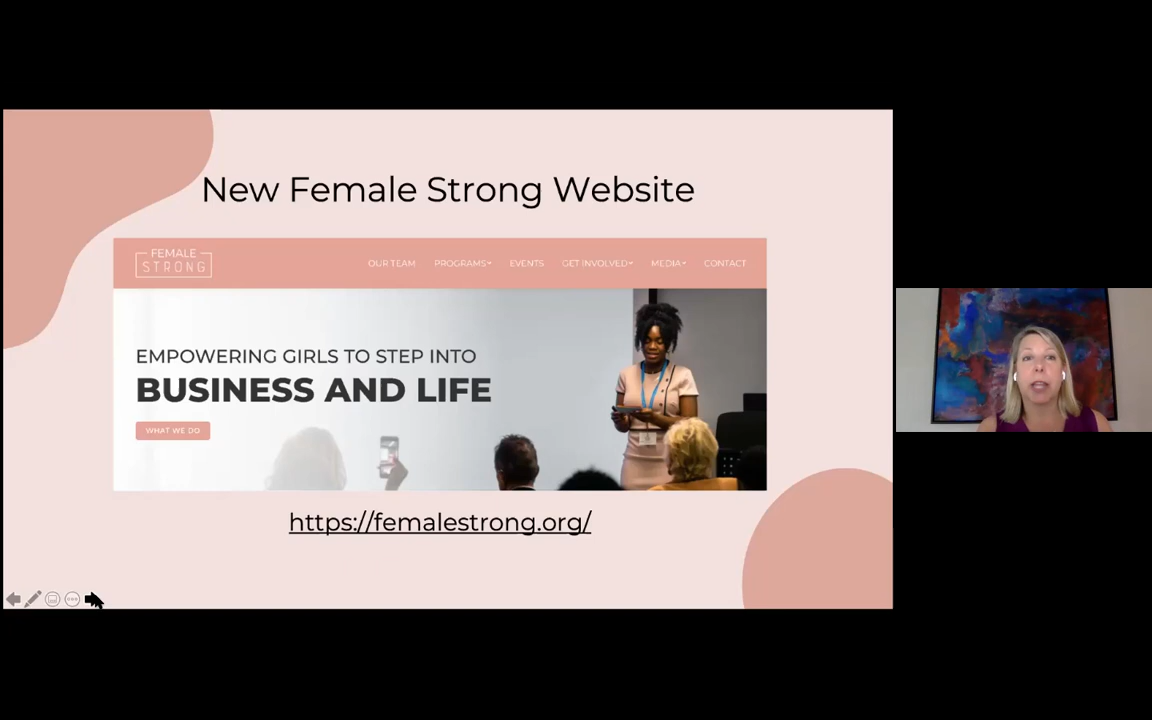 New Female Strong Website
FEMALE
STRONG
OUR TEAM PROGRAMS EVENTS GET INVOLVED MEDIA CONTACT
EMPOWERING GIRLS TO STEP INTO
BUSINESS AND LIFE
WHAT WE DO
https://femalestrong.org/